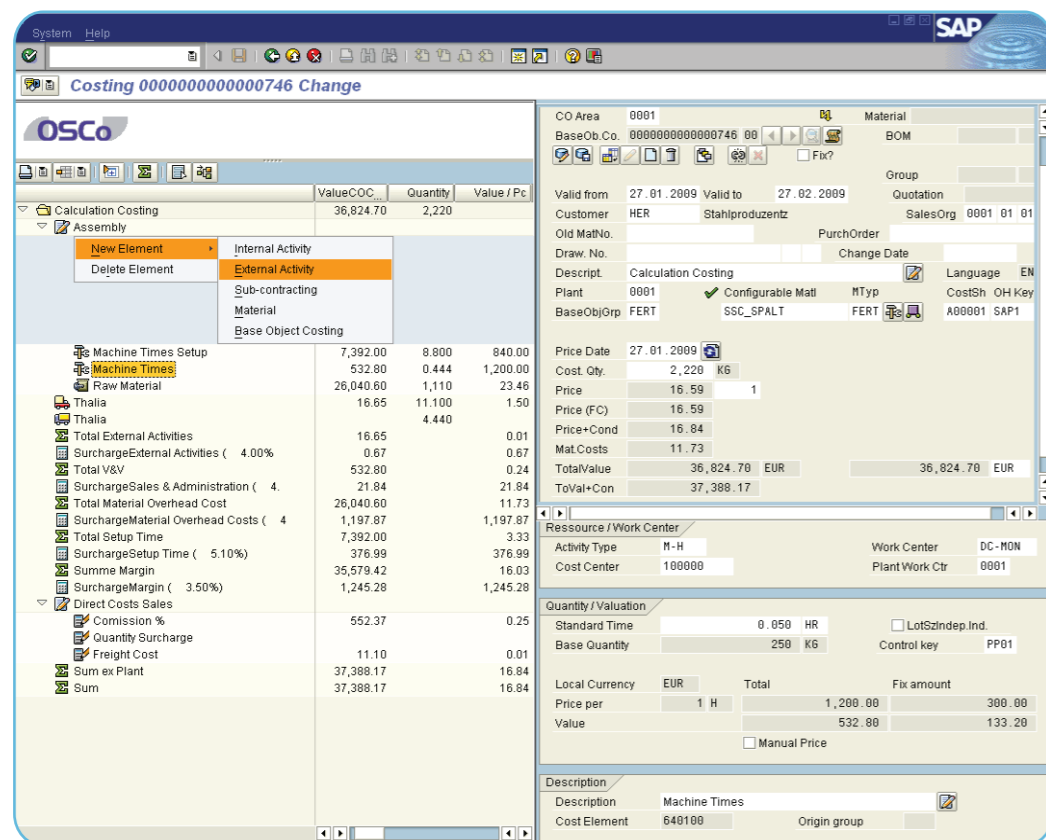 System Help
SAP
Costing 0000000000000746 Change
OSCo
ValueCOC... Quantity Value / Pc
Calculation Costing 36,824.70 2,220
Assembly
New Element
Delete Element
Internal Activity
External Activity
Sub-contracting
Material
Base Object Costing
Machine Times Setup 7,392.00 8.800 840.00
Machine Times 532.80 0.444 1,200.00
Raw Material 26,040.60 1,110 23.46
Thalia 16.65 11.100 1.50
Thalia 4.440
Total External Activities 16.65 0.01
SurchargeExternal Activities ( 4.00% 0.67 0.67
Total V&V 532.80 0.24
SurchargeSales & Administration ( 4. 21.84 21.84
Total Material Overhead Cost 26,040.60 11.73
SurchargeMaterial Overhead Costs ( 4 1,197.87 1,197.87
Total Setup Time 7,392.00 3.33
SurchargeSetup Time ( 5.10%) 376.99 376.99
Summe Margin 35,579.42 16.03
SurchargeMargin ( 3.50%) 1,245.28 1,245.28
Direct Costs Sales
Comission % 552.37 0.25
Quantity Surcharge
Freight Cost 11.10 0.01
Sum ex Plant 37,388.17 16.84
Sum 37,388.17 16.84
CO Area 0001 Material
BaseOb.Co. 0000000000000746 00 BOM
Fix?
Group
Valid from 27.01.2009 Valid to 27.02.2009 Quotation
Customer HER Stahlproduzentz SalesOrg 0001 01 01
Old MatNo. PurchOrder
Draw. No. Change Date
Descript. Calculation Costing Language EN
Plant 0001 Configurable Matl MTyp CostSh OH Key
BaseObjGrp FERT SSC_SPALT FERT A00001 SAP1
Price Date 27.01.2009
Cost. Qty. 2,220 KG
Price 16.59 1
Price (FC) 16.59
Price+Cond 16.84
Mat.Costs 11.73
TotalValue 36,824.70 EUR 36,824.70 EUR
ToVal+Con 37,388.17
Ressource / Work Center
Activity Type M-H Work Center DC-MON
Cost Center 100000 Plant Work Ctr 0001
Quantity / Valuation
Standard Time 0.050 HR LotSzIndep.Ind.
Base Quantity 250 KG Control key PP01
Local Currency EUR Total Fix amount
Price per 1 H 1,200.00 300.00
Value 532.80 133.20
Manual Price
Description
Description Machine Times
Cost Element 640100 Origin group